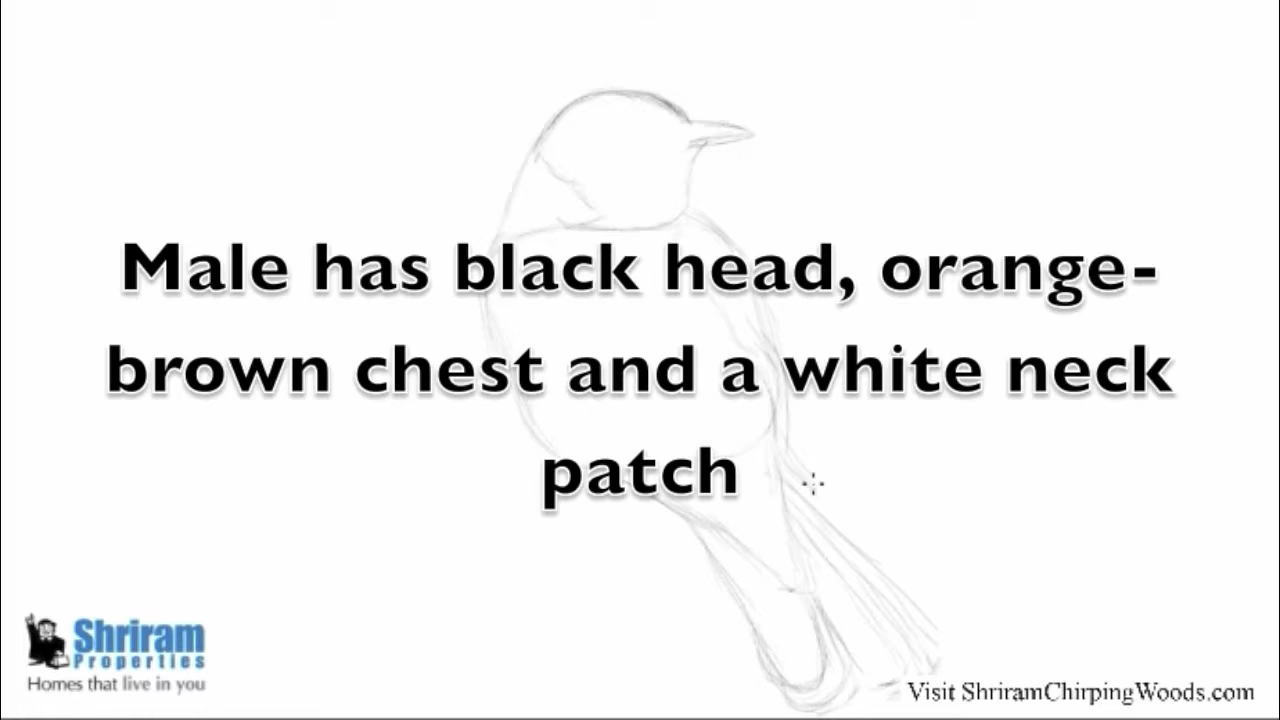 Male has black head, orange-
brown chest and a white neck
patch
Shriram
Properties
Homes that live in you
Visit ShriramChirpingWoods.com